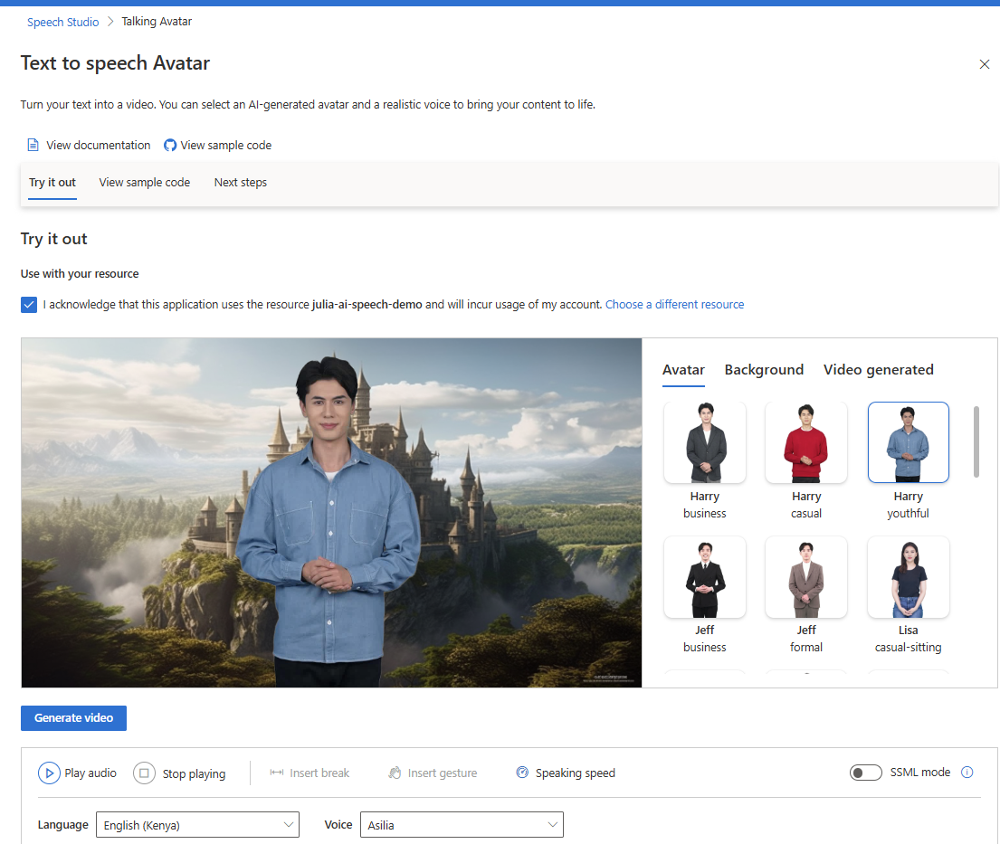 Speech Studio > Talking Avatar
Text to speech Avatar
Turn your text into a video. You can select an AI-generated avatar and a realistic voice to bring your content to life.
View documentation View sample code
Try it out View sample code Next steps
Try it out
Use with your resource
I acknowledge that this application uses the resource julia-ai-speech-demo and will incur usage of my account. Choose a different resource
Avatar Background Video generated
Harry Harry Harry
business casual youthful
Jeff Jeff Lisa
business formal casual-sitting
Generate video
Play audio Stop playing Insert break Insert gesture Speaking speed SSML mode
Language English (Kenya) Voice Asilia